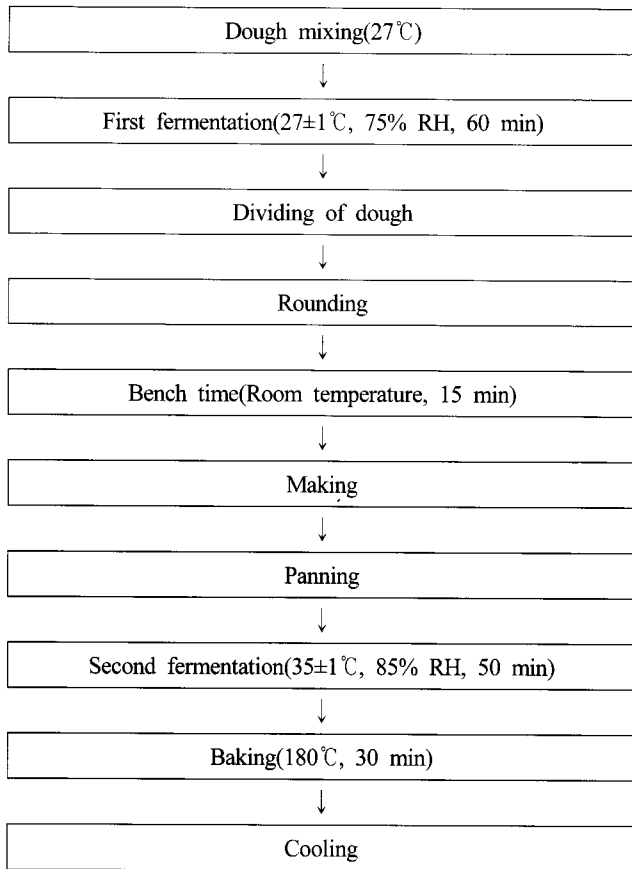 Dough mixing(27℃)
↓
First fermentation(27±1℃, 75% RH, 60 min)
↓
Dividing of dough
↓
Rounding
↓
Bench time(Room temperature, 15 min)
↓
Making
↓
Panning
↓
Second fermentation(35±1℃, 85% RH, 50 min)
↓
Baking(180℃, 30 min)
↓
Cooling